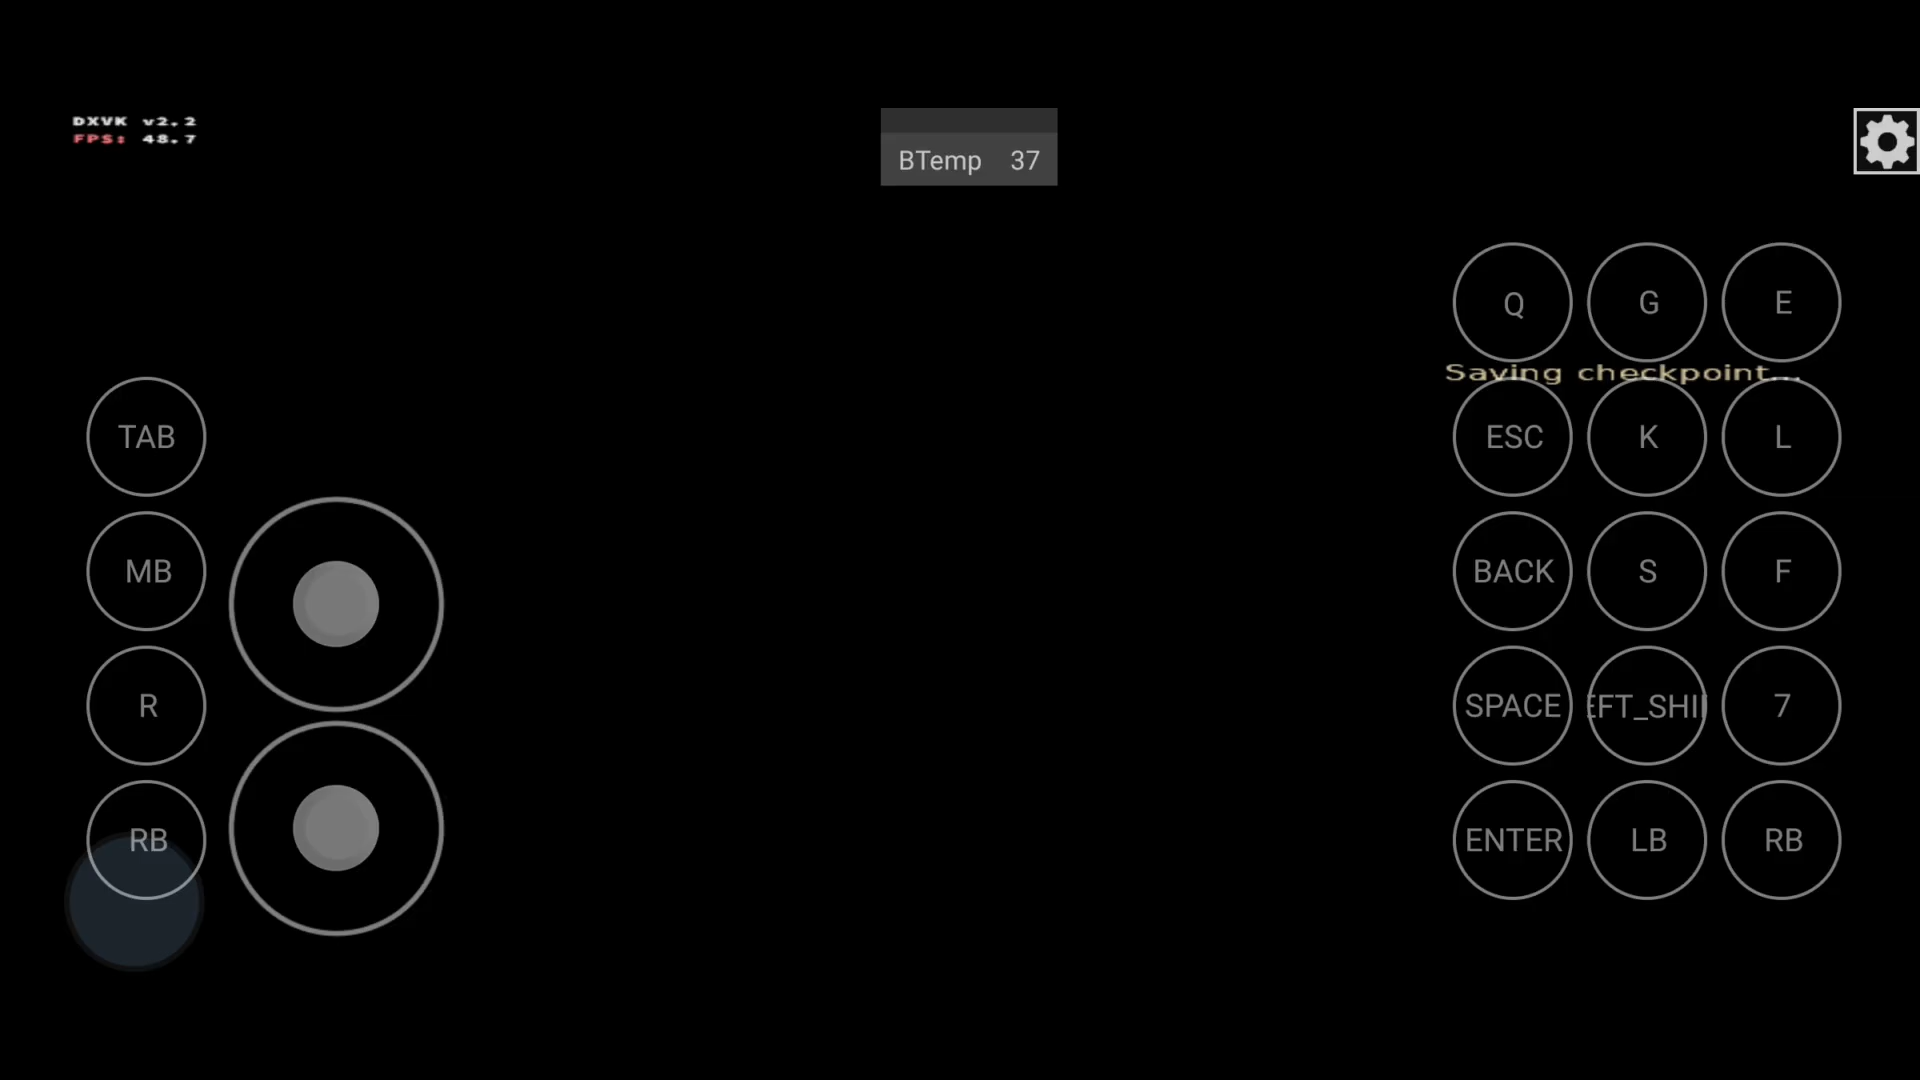 DXVK v2.2
FPS: 48.7
BTemp 37
Q G E
Saving checkpoint...
TAB
ESC K L
MB
BACK S F
R
SPACE EFT_SHI 7
RB
ENTER LB RB